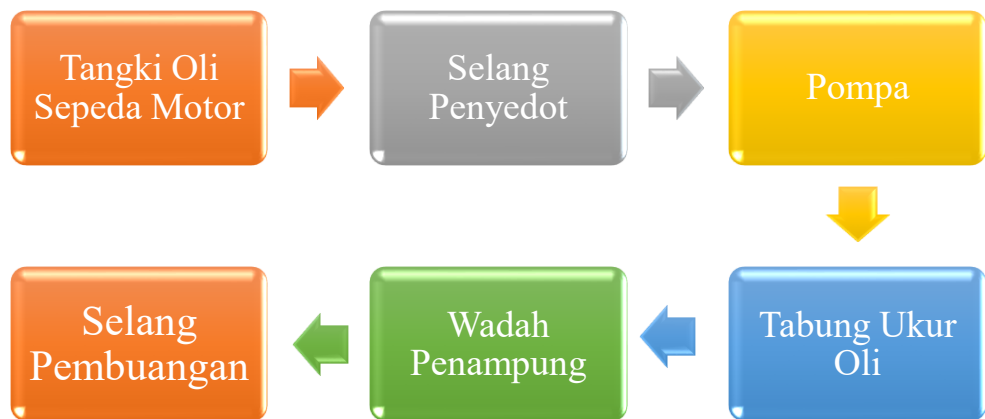 Tangki Oli
Sepeda Motor
Selang
Penyedot
Pompa
Tabung Ukur
Oli
Wadah
Penampung
Selang
Pembuangan